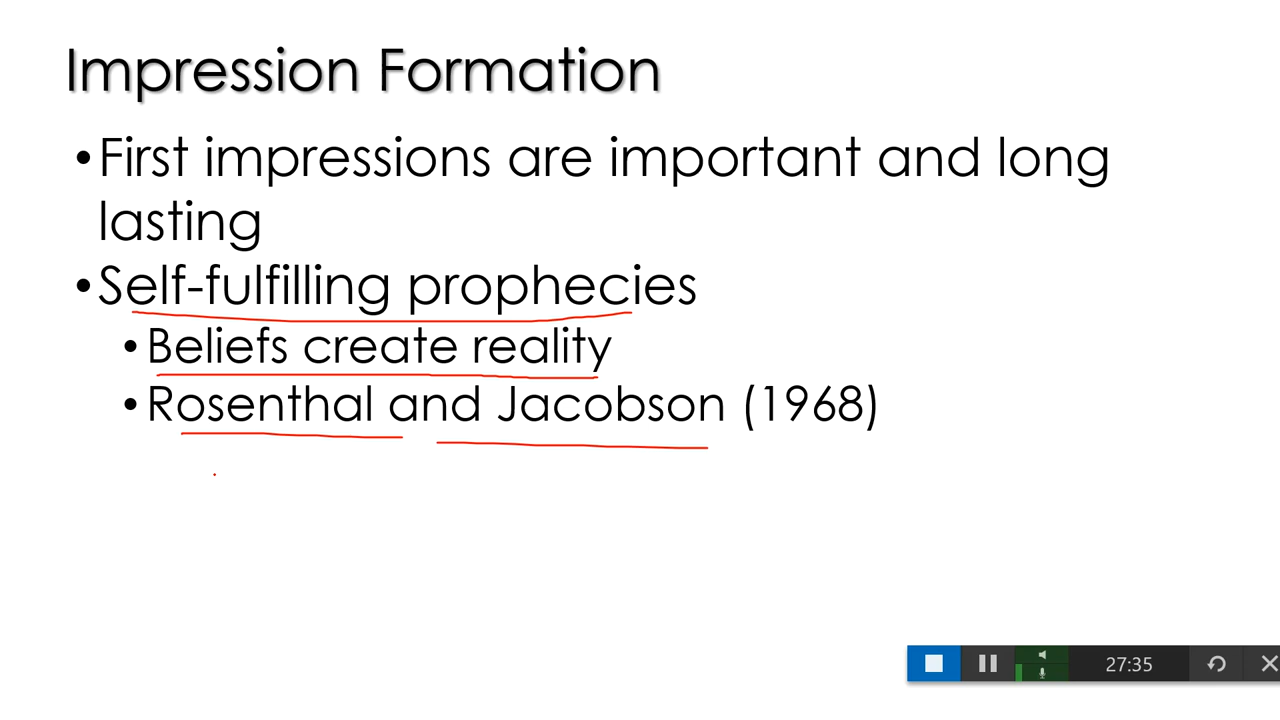 Impression Formation
•First impressions are important and long
lasting
•Self-fulfilling prophecies
•Beliefs create reality
•Rosenthal and Jacobson (1968)
27:35